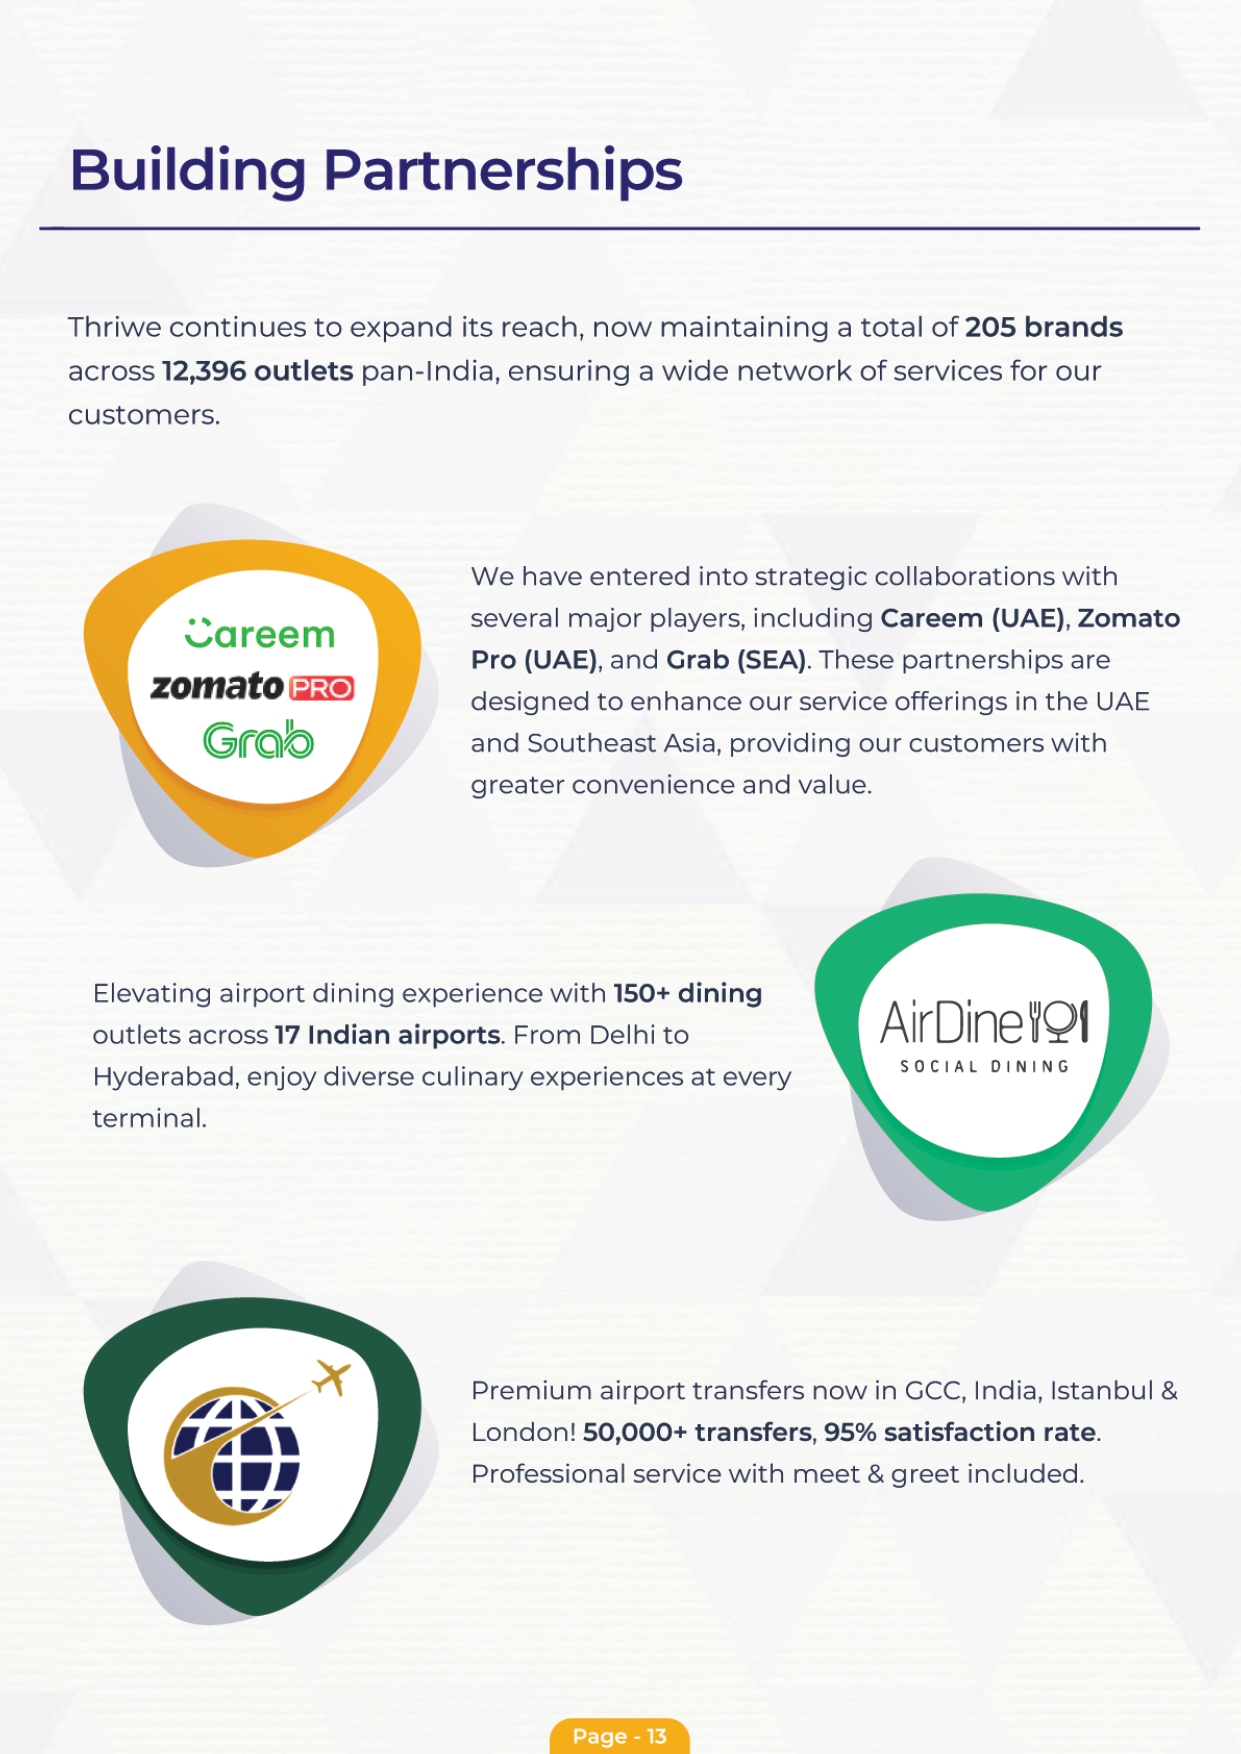 Building Partnerships
Thriwe continues to expand its reach, now maintaining a total of 205 brands
across 12,396 outlets pan-India, ensuring a wide network of services for our
customers.
Careem
zomato PRO
Grab
We have entered into strategic collaborations with
several major players, including Careem (UAE), Zomato
Pro (UAE), and Grab (SEA). These partnerships are
designed to enhance our service offerings in the UAE
and Southeast Asia, providing our customers with
greater convenience and value.
Elevating airport dining experience with 150+ dining
outlets across 17 Indian airports. From Delhi to
Hyderabad, enjoy diverse culinary experiences at every
terminal.
AirDine
SOCIAL DINING
Premium airport transfers now in GCC, India, Istanbul &
London! 50,000+ transfers, 95% satisfaction rate.
Professional service with meet & greet included.
Page - 13